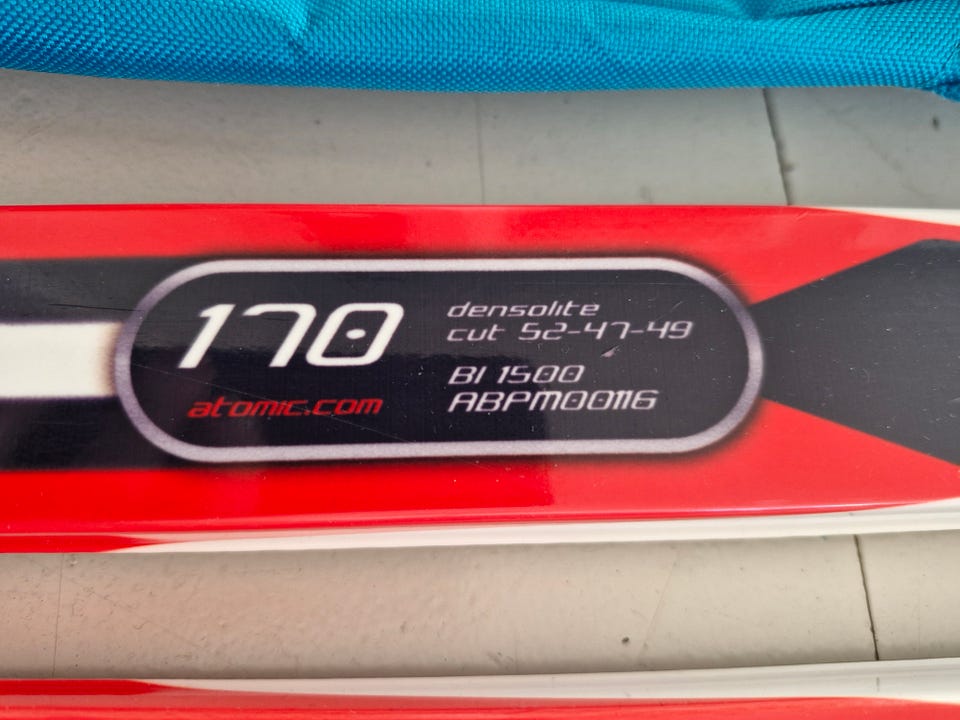 170
atomic.com
densolite
cut 52-47-49
BI 1500
ABPM00116